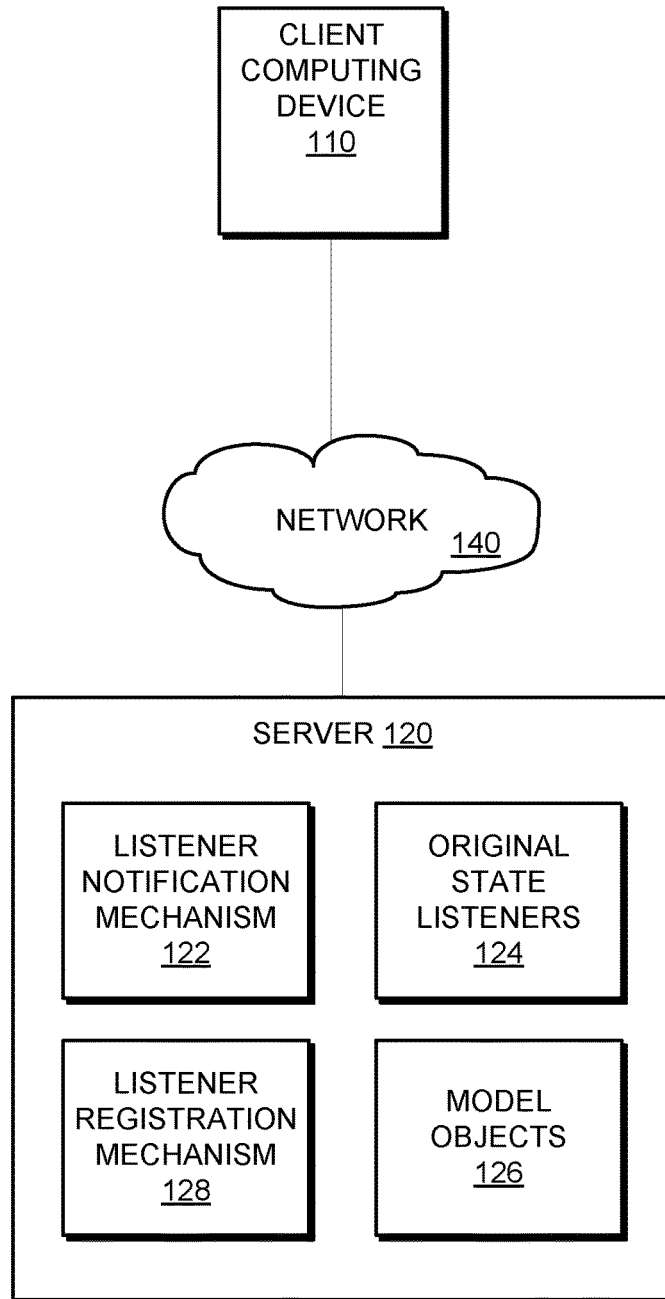 CLIENT
COMPUTING
DEVICE
110
NETWORK
140
SERVER 120
LISTENER
NOTIFICATION
MECHANISM
122
ORIGINAL
STATE
LISTENERS
124
LISTENER
REGISTRATION
MECHANISM
128
MODEL
OBJECTS
126